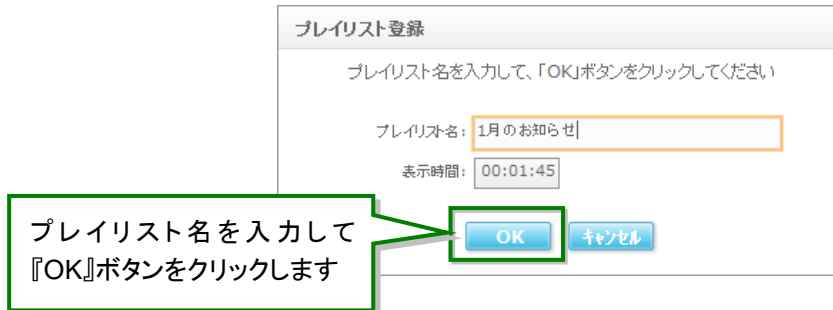 プレイリスト登録
プレイリスト名を入力して、「OK」ボタンをクリックしてください
プレイリスト名: 1月のお知らせ
表示時間: 00:01:45
OK キャンセル
プレイリスト名を入力して
『OK』ボタンをクリックします